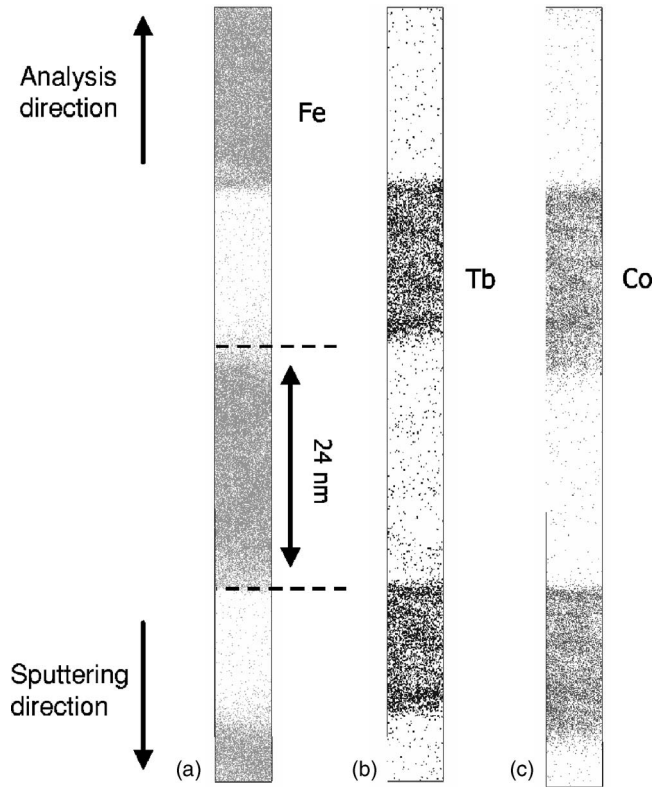 Analysis
direction
Fe
Tb
Co
24 nm
Sputtering
direction
(a)
(b)
(c)